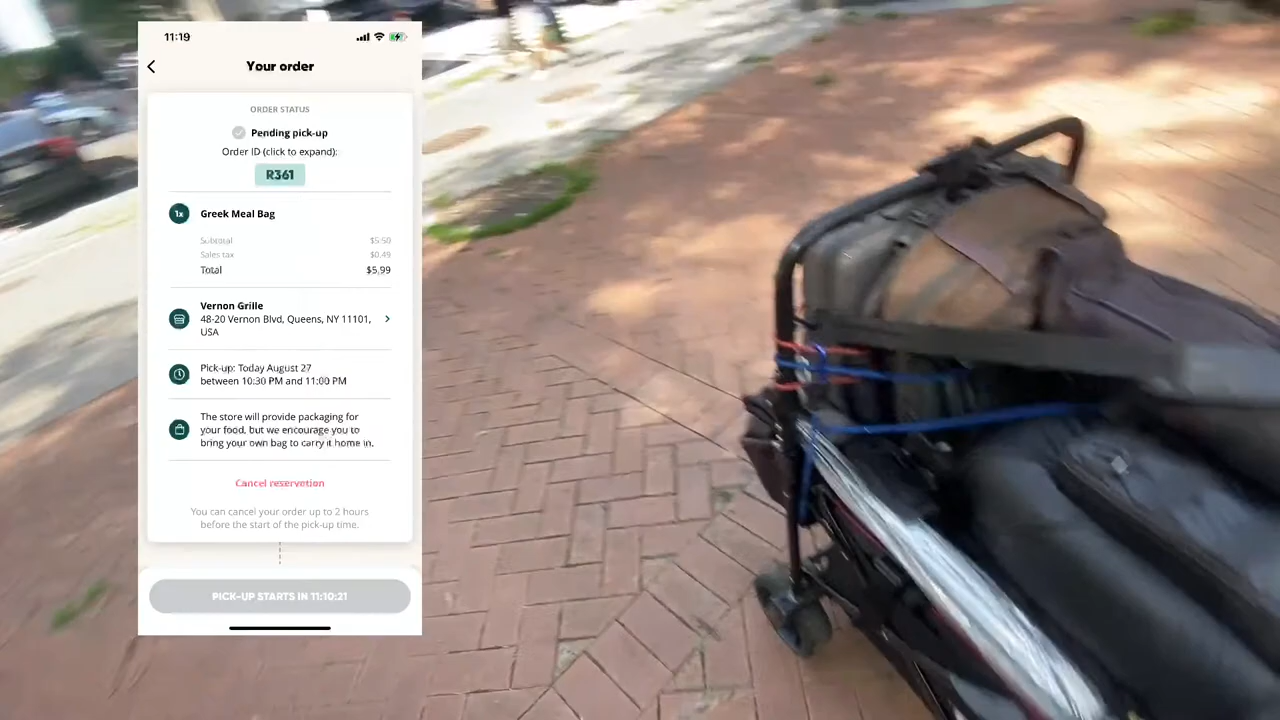 11:19
Your order
ORDER STATUS
Pending pick-up
Order ID (click to expand):
R361
1x Greek Meal Bag
Subtotal $5.50
Sales tax $0.49
Total $5.99
Vernon Grille
48-20 Vernon Blvd, Queens, NY 11101,
USA
Pick-up: Today August 27
between 10:30 PM and 11:00 PM
The store will provide packaging for
your food, but we encourage you to
bring your own bag to carry it home in.
Cancel reservation
You can cancel your order up to 2 hours
before the start of the pick-up time.
PICK-UP STARTS IN 11:10:21